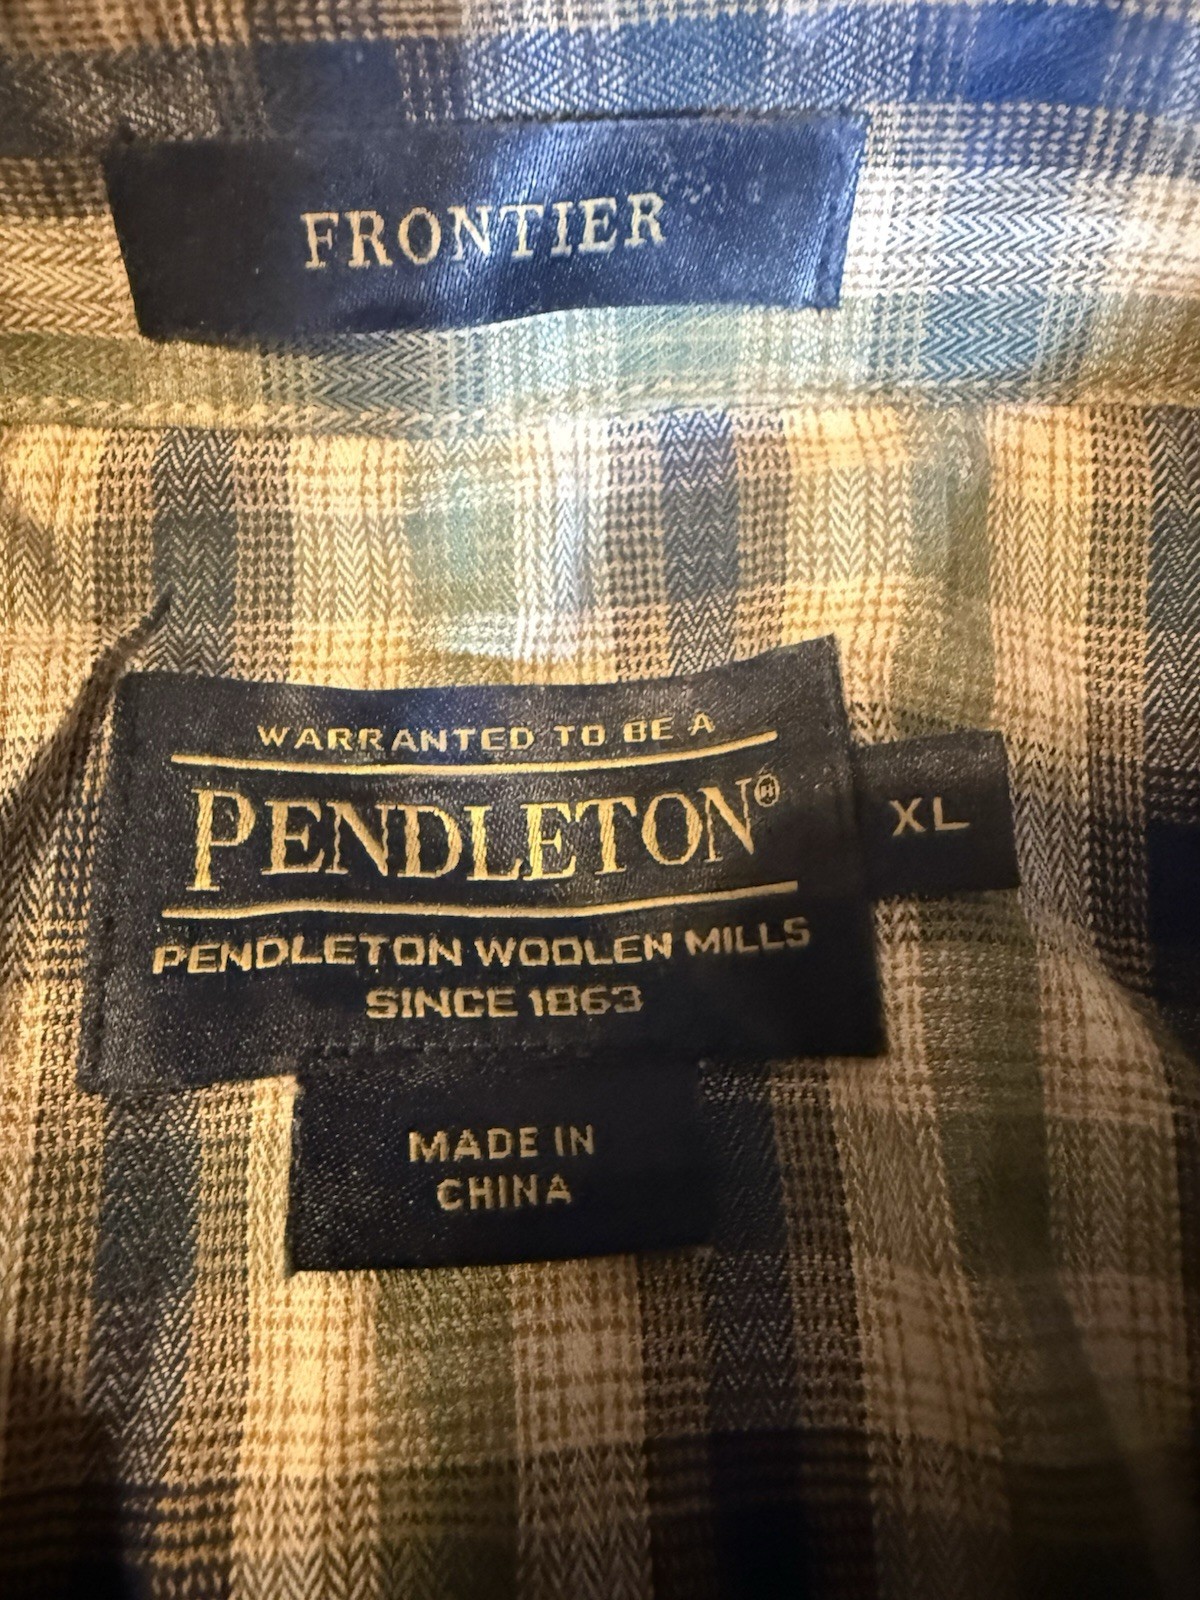 FRONTIER
WARRANTED TO BE A
PENDLETON®
XL
PENDLETON WOOLEN MILLS
SINCE 1863
MADE IN
CHINA